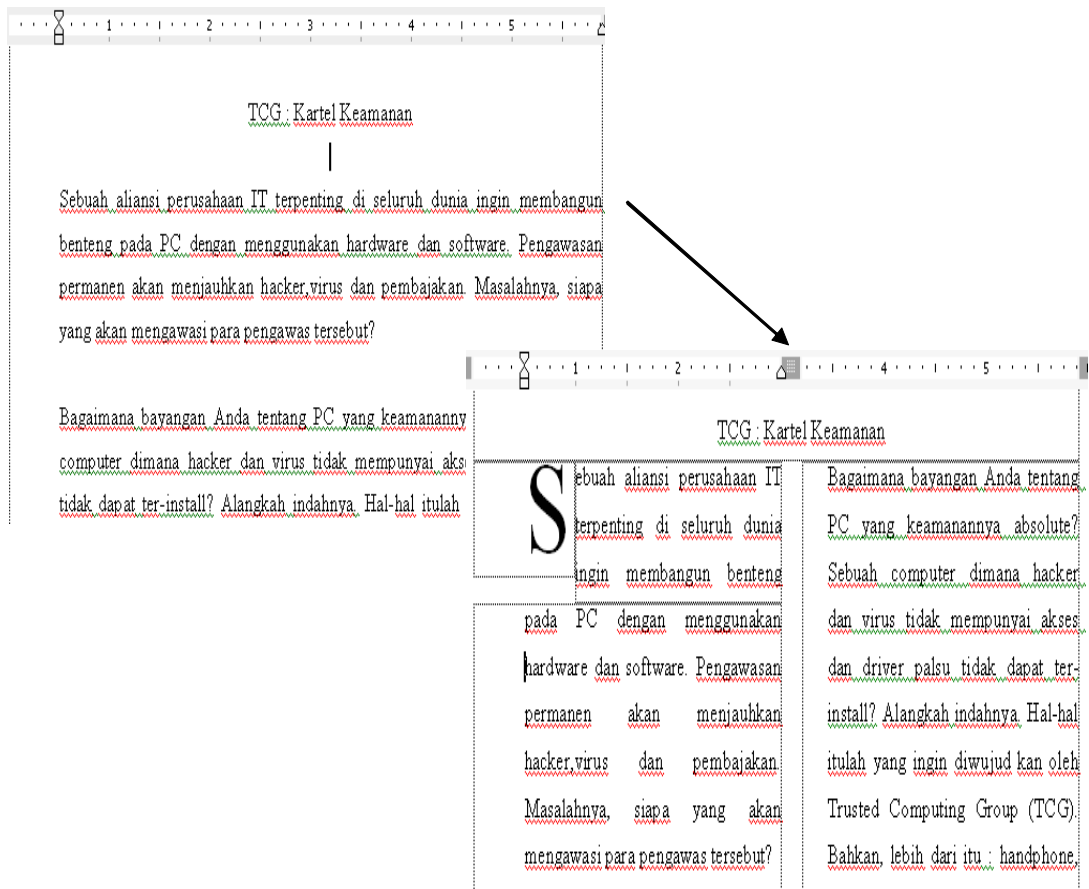 1 2 3 4 5
TCG : Kartel Keamanan
Sebuah aliansi perusahaan IT terpenting di seluruh dunia ingin membangun
benteng pada PC dengan menggunakan hardware dan software. Pengawasan
permanen akan menjauhkan hacker,virus dan pembajakan. Masalahnya, siapa
yang akan mengawasi para pengawas tersebut?
Bagaimana bayangan Anda tentang PC yang keamananny
computer dimana hacker dan virus tidak mempunyai aks
tidak dapat ter-install? Alangkah indahnya. Hal-hal itulah
1 2 4 5
TCG : Kartel Keamanan
Sebuah aliansi perusahaan IT
terpenting di seluruh dunia
ingin membangun benteng
pada PC dengan menggunakan
hardware dan software. Pengawasan
permanen akan menjauhkan
hacker,virus dan pembajakan.
Masalahnya, siapa yang akan
mengawasi para pengawas tersebut?
Bagaimana bayangan Anda tentang
PC yang keamanannya absolute?
Sebuah computer dimana hacker
dan virus tidak mempunyai akses
dan driver palsu tidak dapat ter-
install? Alangkah indahnya. Hal-hal
itulah yang ingin diwujud kan oleh
Trusted Computing Group (TCG).
Bahkan, lebih dari itu : handphone,